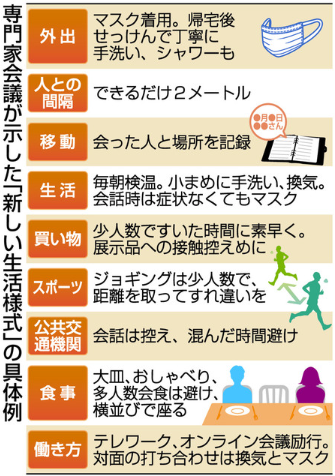 専門家会議が示した「新しい生活様式」の具体例
外出
マスク着用。帰宅後
せっけんで丁寧に
手洗い、シャワーも
人との
間隔
できるだけ2メートル
移動
会った人と場所を記録
●月●日
●●さん
生活
毎朝検温。小まめに手洗い、換気。
会話時は症状なくてもマスク
買い物
少人数ですいた時間に素早く。
展示品への接触控えめに
スポーツ
ジョギングは少人数で、
距離を取ってすれ違いを
公共交
通機関
会話は控え、混んだ時間避け
食事
大皿、おしゃべり、
多人数会食は避け、
横並びで座る
働き方
テレワーク、オンライン会議励行。
対面の打ち合わせは換気とマスク